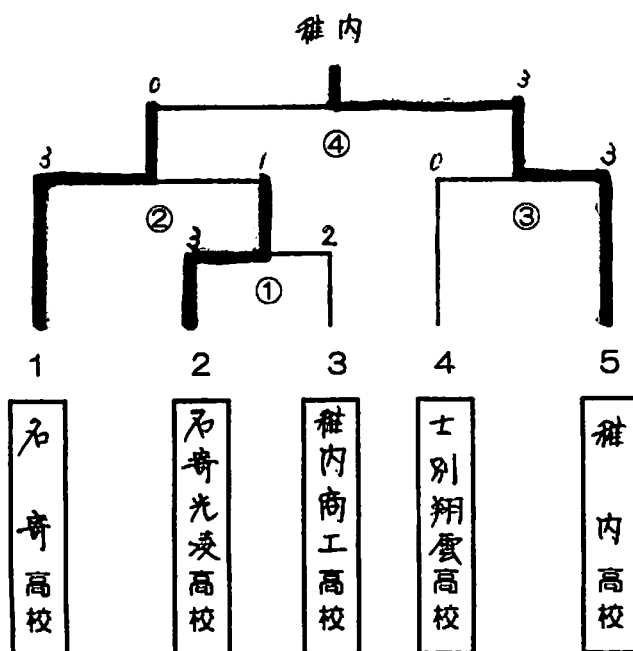 稚内
0 3
④
3 1 0 3
② ③
3 2
①
1 2 3 4 5
名寄高校
名寄光凌高校
稚内商工高校
士別翔雲高校
稚内高校